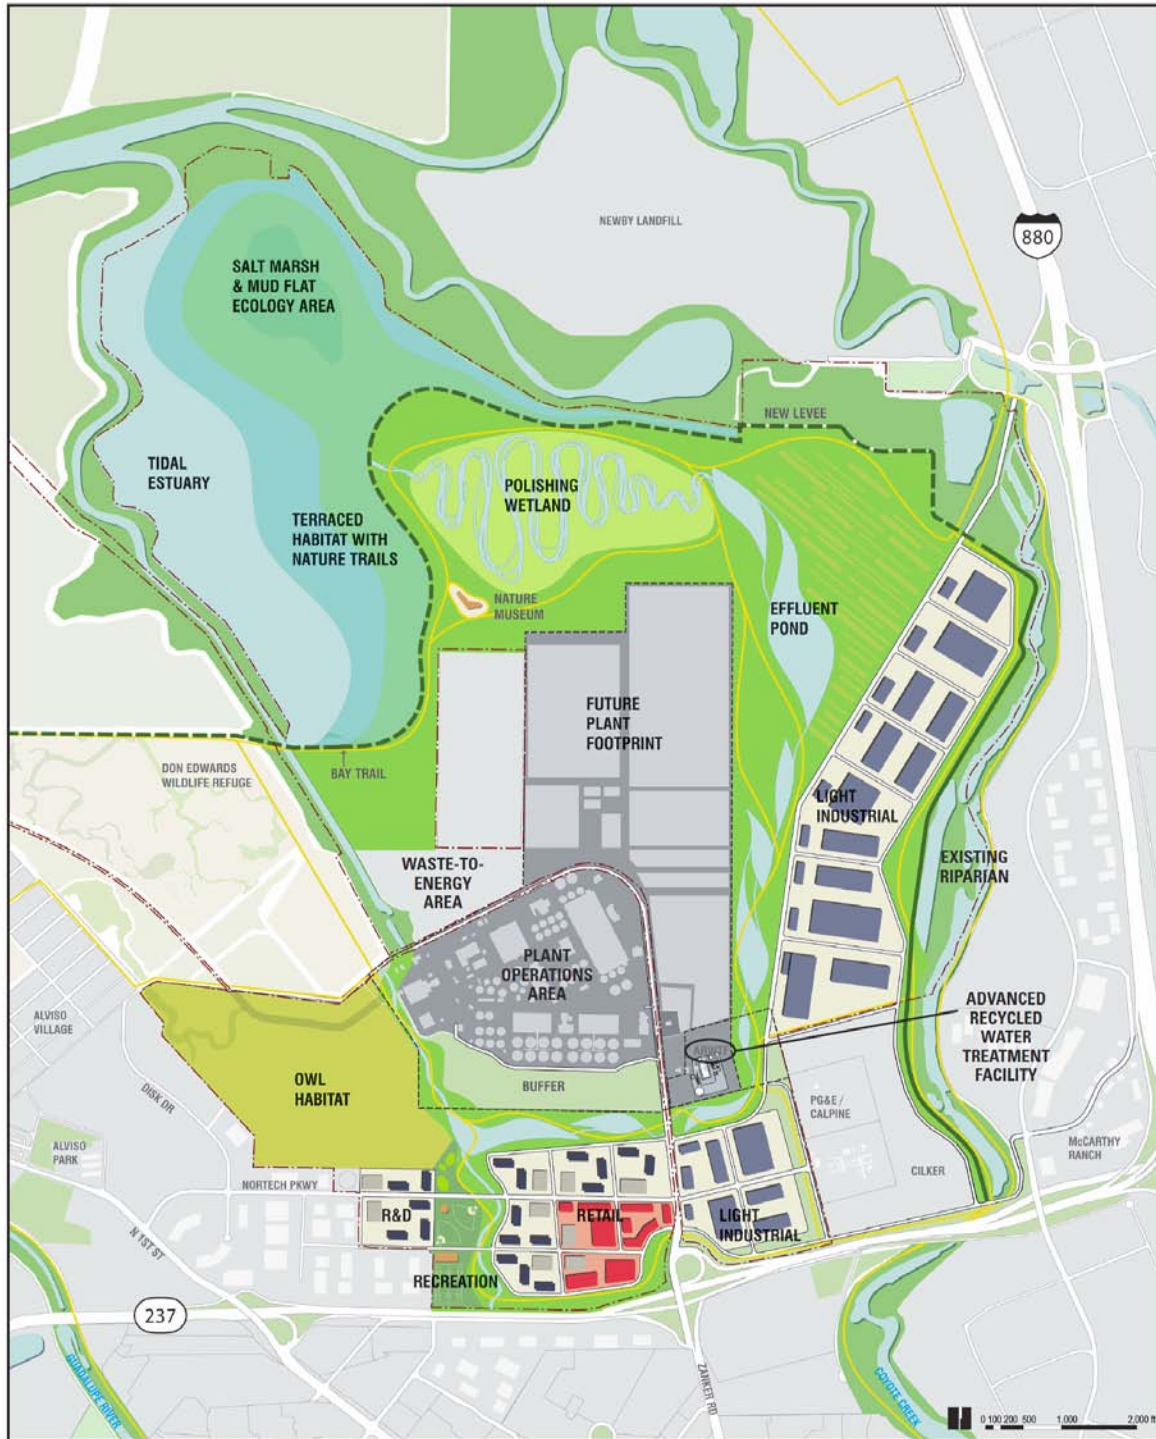 NEWBY LANDFILL
880
SALT MARSH
& MUD FLAT
ECOLOGY AREA
NEW LEVEE
TIDAL
ESTUARY
POLISHING
WETLAND
TERRACED
HABITAT WITH
NATURE TRAILS
NATURE
MUSEUM
EFFLUENT
POND
FUTURE
PLANT
FOOTPRINT
BAY TRAIL
DON EDWARDS
WILDLIFE REFUGE
LIGHT
INDUSTRIAL
WASTE-TO-
ENERGY
AREA
EXISTING
RIPARIAN
PLANT
OPERATIONS
AREA
ADVANCED
RECYCLED
WATER
TREATMENT
FACILITY
ALVISO
VILLAGE
DISK DR
OWL
HABITAT
BUFFER
PG&E /
CALPINE
ALVISO
PARK
McCARTHY
RANCH
CILKER
NORTECH PKWY
R&D
RETAIL
LIGHT
INDUSTRIAL
N 1ST ST
RECREATION
237
GUADALUPE RIVER
ZANKER RD
COYOTE CREEK
0 100 200 500 1,000 2,000 ft